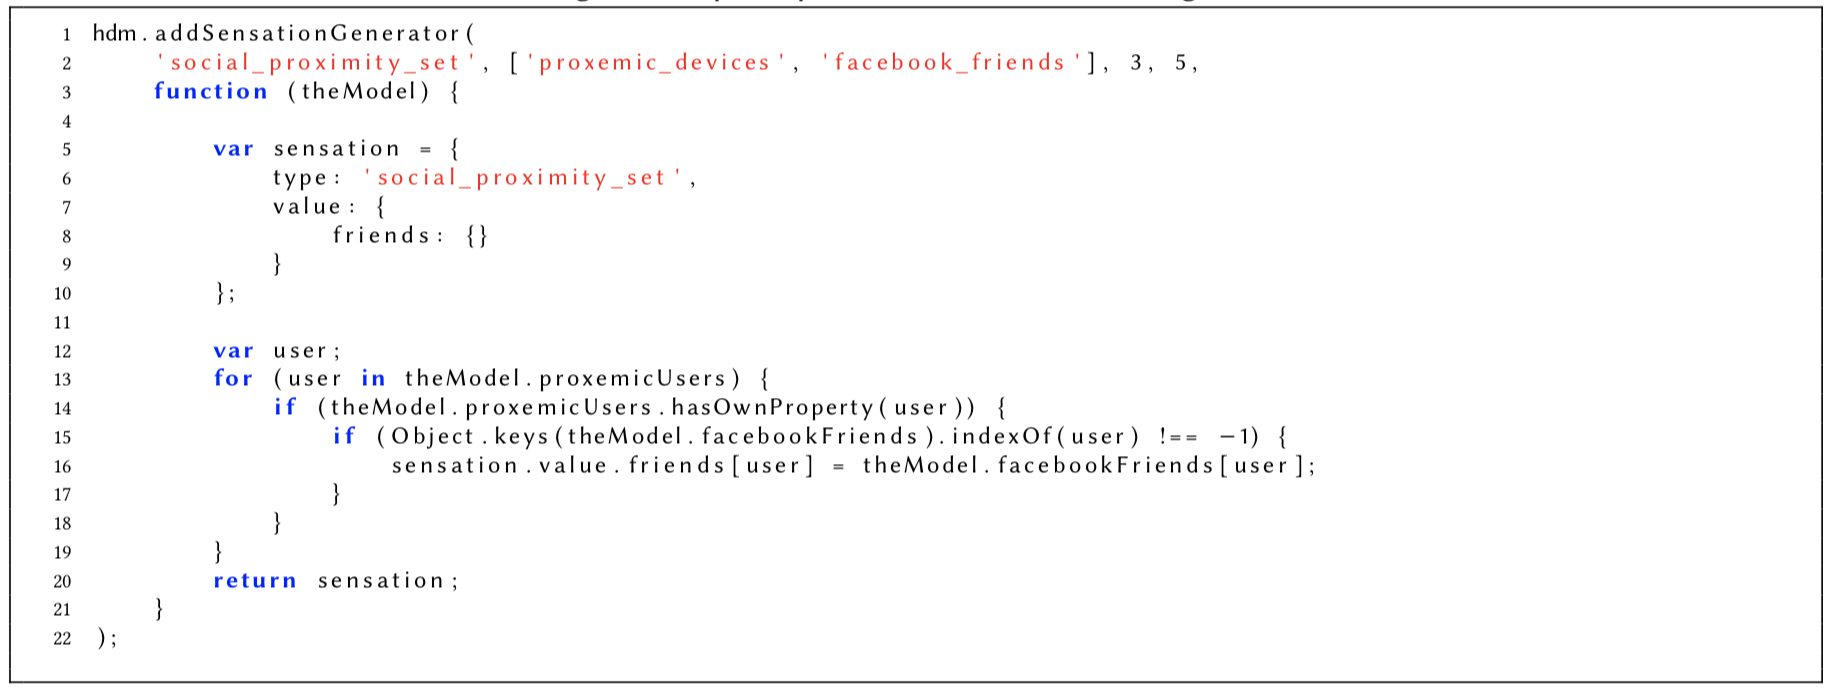 1 hdm.addSensationGenerator(
2 'social_proximity_set', ['proxemic_devices', 'facebook_friends'], 3, 5,
3 function (theModel) {
4
5 var sensation = {
6 type: 'social_proximity_set',
7 value: {
8 friends: {}
9 }
10 };
11
12 var user;
13 for (user in theModel.proxemicUsers) {
14 if (theModel.proxemicUsers.hasOwnProperty(user)) {
15 if (Object.keys(theModel.facebookFriends).indexOf(user) !== −1) {
16 sensation.value.friends[user] = theModel.facebookFriends[user];
17 }
18 }
19 }
20 return sensation;
21 }
22 );